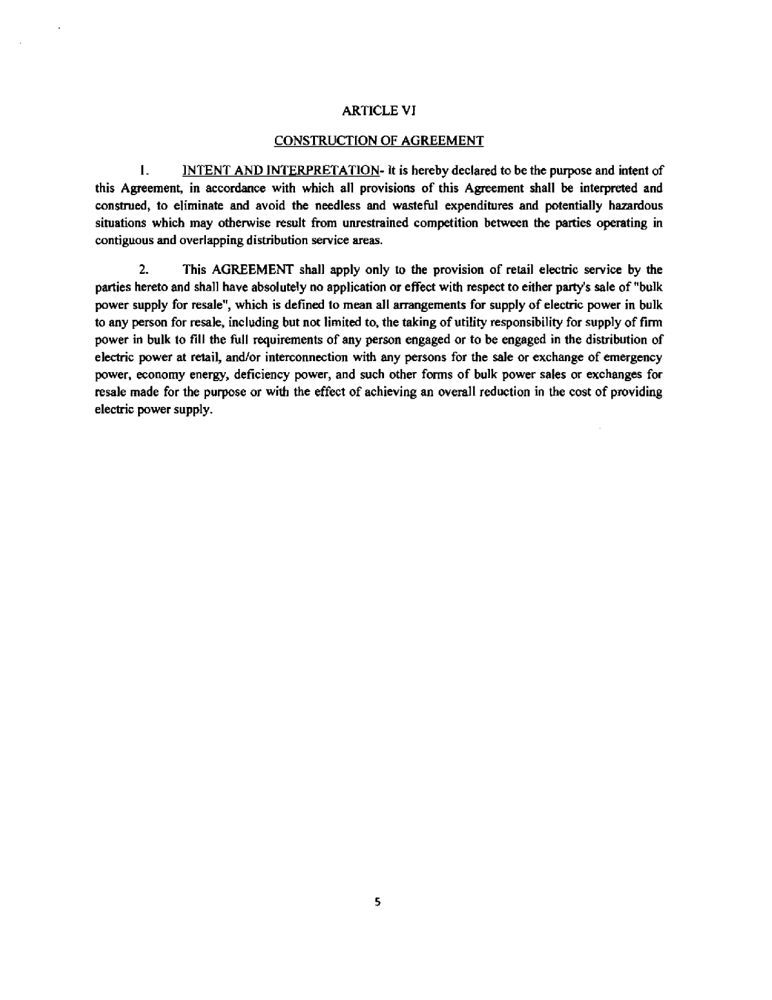 ARTICLE VI
CONSTRUCTION OF AGREEMENT
1. INTENT AND INTERPRETATION- It is hereby declared to be the purpose and intent of
this Agreement, in accordance with which all provisions of this Agreement shall be interpreted and
construed, to eliminate and avoid the needless and wasteful expenditures and potentially hazardous
situations which may otherwise result from unrestrained competition between the parties operating in
contiguous and overlapping distribution service areas.
2. This AGREEMENT shall apply only to the provision of retail electric service by the
parties hereto and shall have absolutely no application or effect with respect to either party's sale of "bulk
power supply for resale", which is defined to mean all arrangements for supply of electric power in bulk
to any person for resale, including but not limited to, the taking of utility responsibility for supply of firm
power in bulk to fill the full requirements of any person engaged or to be engaged in the distribution of
electric power at retail, and/or interconnection with any persons for the sale or exchange of emergency
power, economy energy, deficiency power, and such other forms of bulk power sales or exchanges for
resale made for the purpose or with the effect of achieving an overall reduction in the cost of providing
electric power supply.
5